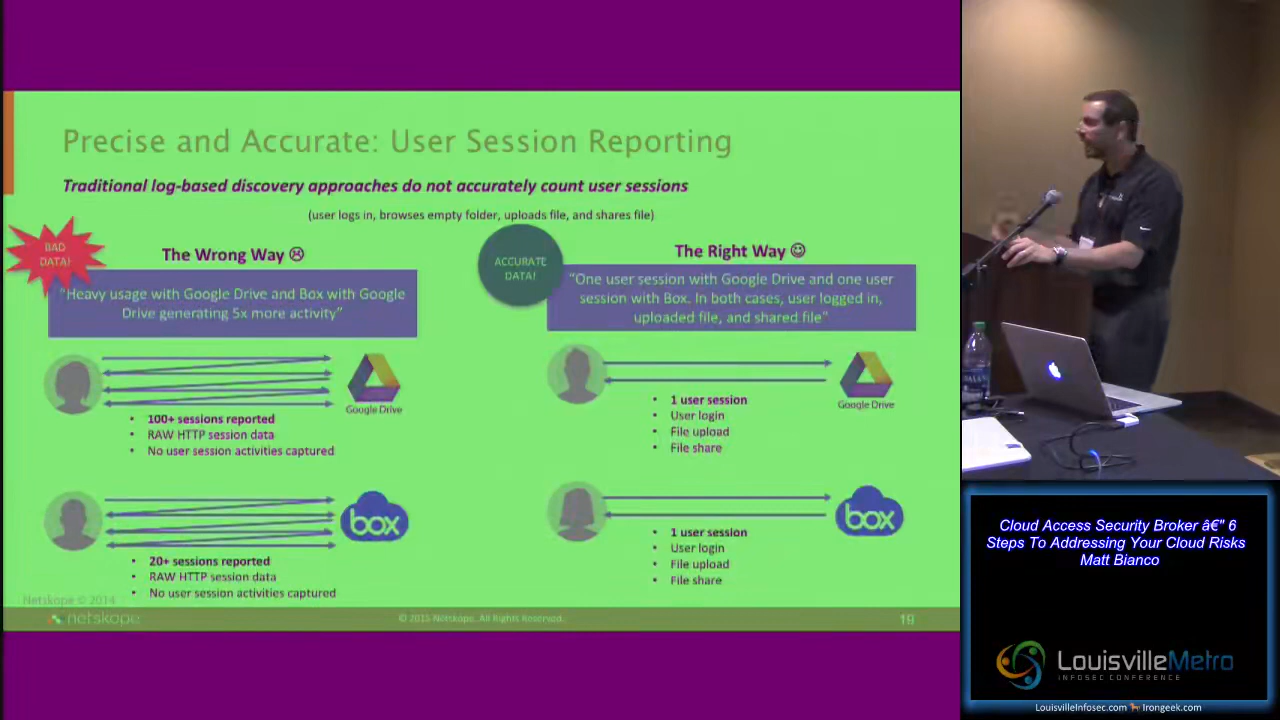 Precise and Accurate: User Session Reporting
Traditional log-based discovery approaches do not accurately count user sessions
(user logs in, browses empty folder, uploads file, and shares file)
BAD
DATA!
The Wrong Way ☹
"Heavy usage with Google Drive and Box with Google
Drive generating 5x more activity"
Google Drive
• 100+ sessions reported
• RAW HTTP session data
• No user session activities captured
box
• 20+ sessions reported
• RAW HTTP session data
• No user session activities captured
ACCURATE
DATA!
The Right Way ☺
"One user session with Google Drive and one user
session with Box. In both cases, user logged in,
uploaded file, and shared file"
Google Drive
• 1 user session
• User login
• File upload
• File share
box
• 1 user session
• User login
• File upload
• File share
Netskope © 2014
netskope
© 2015 Netskope. All Rights Reserved.
19
Cloud Access Security Broker â€" 6
Steps To Addressing Your Cloud Risks
Matt Bianco
LouisvilleMetro
INFOSEC CONFERENCE
LouisvilleInfosec.com Irongeek.com